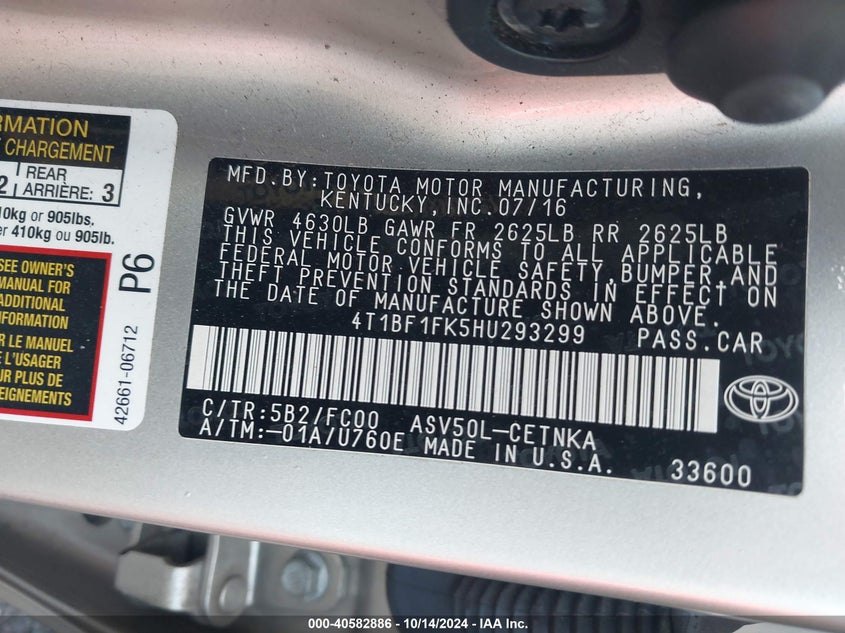 RMATION
CHARGEMENT
2
REAR
ARRIÈRE: 3
10kg or 905lbs.
er 410kg ou 905lb.
SEE OWNER'S
MANUAL FOR
ADDITIONAL
INFORMATION
R LE MANUEL
L'USAGER
UR PLUS DE
EIGNEMENTS
P6
42661-06712
MFD.BY:TOYOTA MOTOR MANUFACTURING,
KENTUCKY, INC. 07/16
GVWR 4630LB GAWR FR 2625LB RR 2625LB
THIS VEHICLE CONFORMS TO ALL APPLICABLE
FEDERAL MOTOR VEHICLE SAFETY, BUMPER, AND
THEFT PREVENTION STANDARDS IN EFFECT ON
THE DATE OF MANUFACTURE SHOWN ABOVE.
4T1BF1FK5HU293299 PASS.CAR
C/TR:5B2/FC00 ASV50L-CETNKA
A/TM:-01A/U760E MADE IN U.S.A. 33600
000-40582886 - 10/14/2024 - IAA Inc.